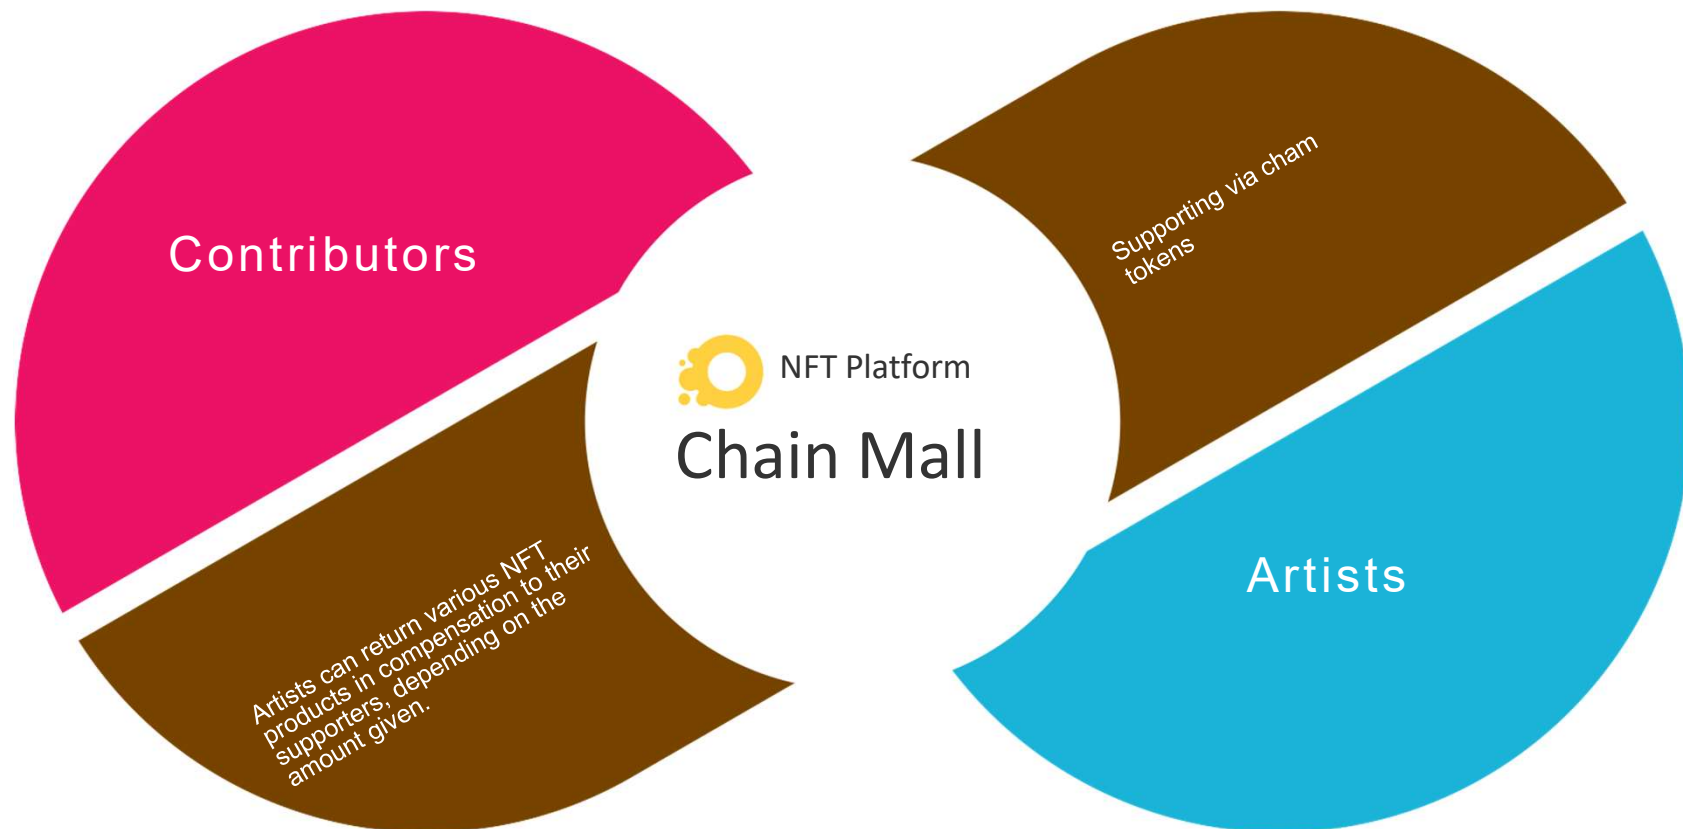 Contributors
Supporting via cham
tokens
NFT Platform
Chain Mall
Artists can return various NFT
products in compensation to their
supporters, depending on the
amount given.
Artists